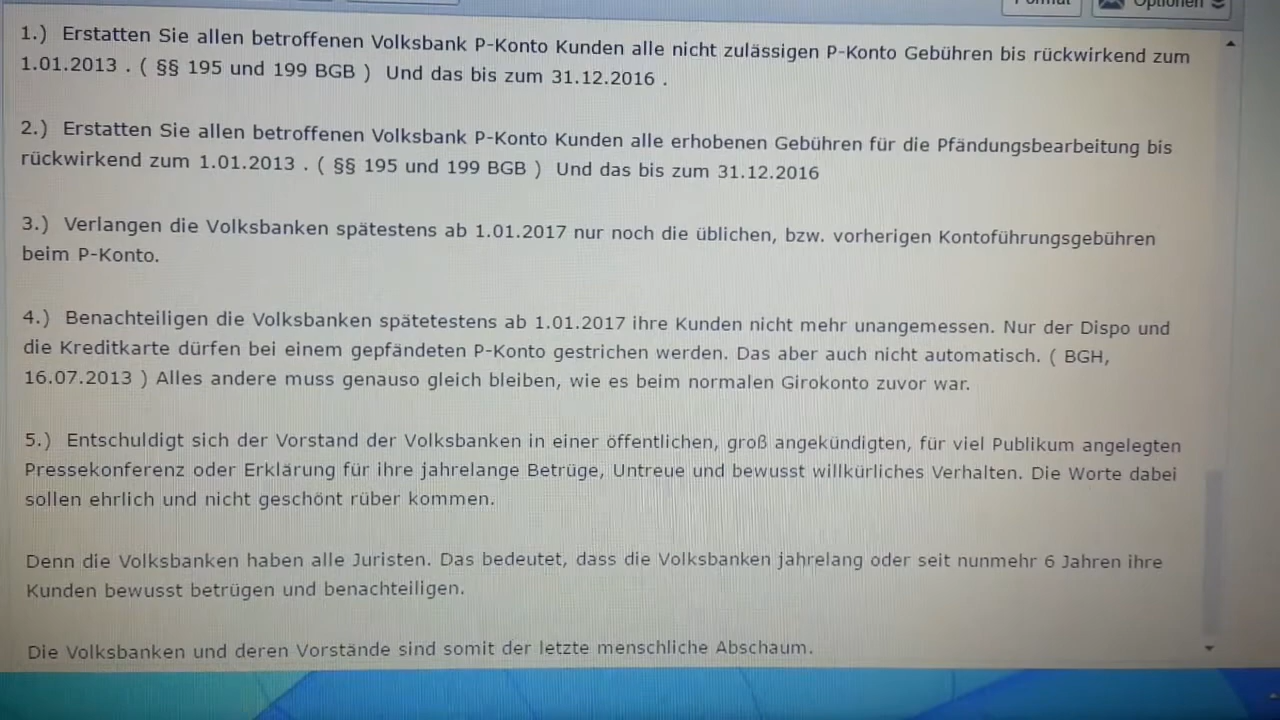 Format
Optionen
1.) Erstatten Sie allen betroffenen Volksbank P-Konto Kunden alle nicht zulässigen P-Konto Gebühren bis rückwirkend zum
1.01.2013 . ( §§ 195 und 199 BGB ) Und das bis zum 31.12.2016 .
2.) Erstatten Sie allen betroffenen Volksbank P-Konto Kunden alle erhobenen Gebühren für die Pfändungsbearbeitung bis
rückwirkend zum 1.01.2013 . ( §§ 195 und 199 BGB ) Und das bis zum 31.12.2016
3.) Verlangen die Volksbanken spätestens ab 1.01.2017 nur noch die üblichen, bzw. vorherigen Kontoführungsgebühren
beim P-Konto.
4.) Benachteiligen die Volksbanken spätetestens ab 1.01.2017 ihre Kunden nicht mehr unangemessen. Nur der Dispo und
die Kreditkarte dürfen bei einem gepfändeten P-Konto gestrichen werden. Das aber auch nicht automatisch. ( BGH,
16.07.2013 ) Alles andere muss genauso gleich bleiben, wie es beim normalen Girokonto zuvor war.
5.) Entschuldigt sich der Vorstand der Volksbanken in einer öffentlichen, groß angekündigten, für viel Publikum angelegten
Pressekonferenz oder Erklärung für ihre jahrelange Betrüge, Untreue und bewusst willkürliches Verhalten. Die Worte dabei
sollen ehrlich und nicht geschönt rüber kommen.
Denn die Volksbanken haben alle Juristen. Das bedeutet, dass die Volksbanken jahrelang oder seit nunmehr 6 Jahren ihre
Kunden bewusst betrügen und benachteiligen.
Die Volksbanken und deren Vorstände sind somit der letzte menschliche Abschaum.